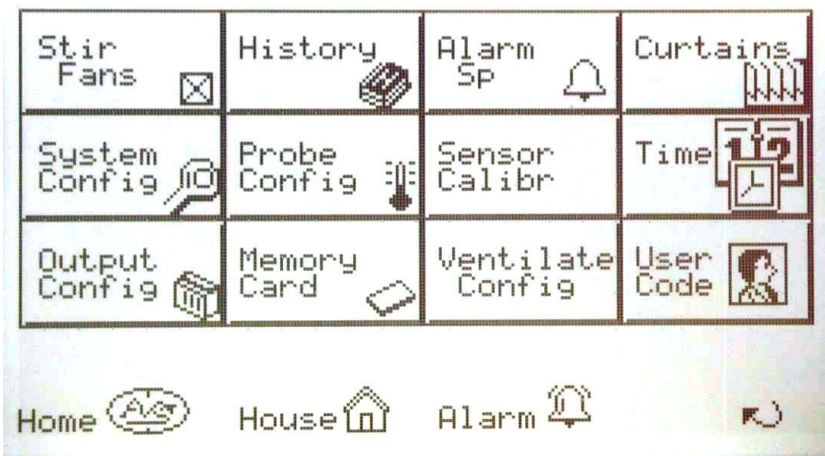 Stir
Fans
History
Alarm
Sp
Curtains
System
Config
Probe
Config
Sensor
Calibr
Time
12
Output
Config
Memory
Card
Ventilate
Config
User
Code
Home
House
Alarm